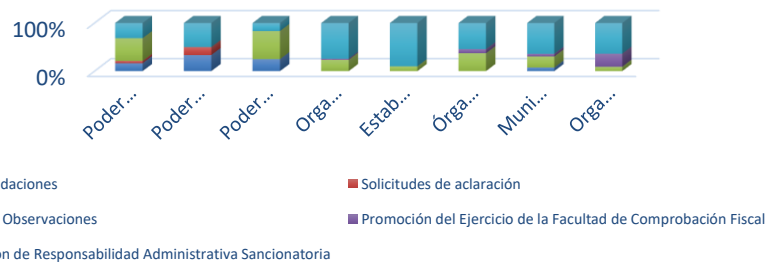 100%
0%
Poder...
Poder...
Poder...
Orga...
Estab...
Órga...
Muni...
Orga...
daciones
Solicitudes de aclaración
Observaciones
Promoción del Ejercicio de la Facultad de Comprobación Fiscal
ón de Responsabilidad Administrativa Sancionatoria